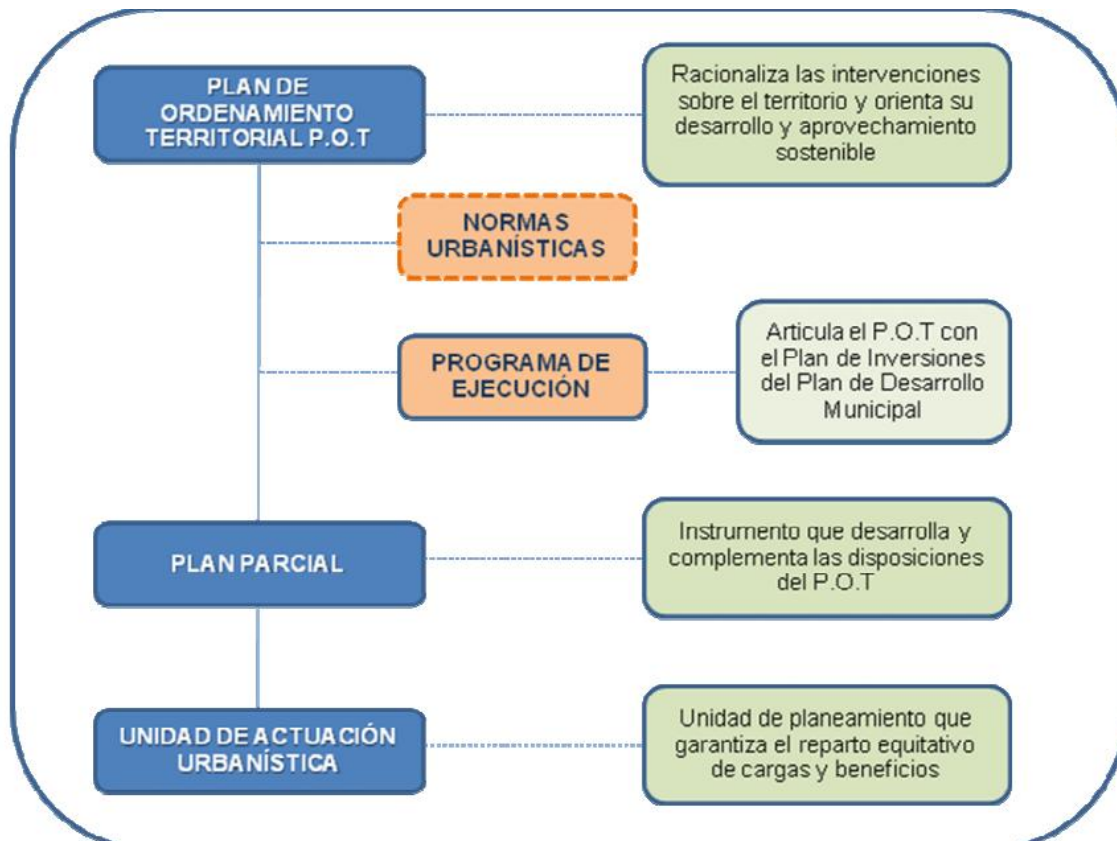 PLAN DE
ORDENAMIENTO
TERRITORIAL P.O.T
Racionaliza las intervenciones
sobre el territorio y orienta su
desarrollo y aprovechamiento
sostenible
NORMAS
URBANÍSTICAS
PROGRAMA DE
EJECUCIÓN
Articula el P.O.T con
el Plan de Inversiones
del Plan de Desarrollo
Municipal
PLAN PARCIAL
Instrumento que desarrolla y
complementa las disposiciones
del P.O.T
UNIDAD DE ACTUACIÓN
URBANÍSTICA
Unidad de planeamiento que
garantiza el reparto equitativo
de cargas y beneficios